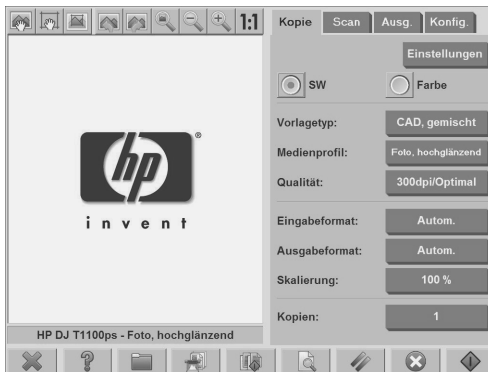 1:1
Kopie Scan Ausg. Konfig.
Einstellungen
SW Farbe
Vorlagetyp: CAD, gemischt
Medienprofil: Foto, hochglänzend
Qualität: 300dpi/Optimal
Eingabeformat: Autom.
Ausgabeformat: Autom.
Skalierung: 100 %
Kopien: 1
hp®
invent
HP DJ T1100ps - Foto, hochglänzend